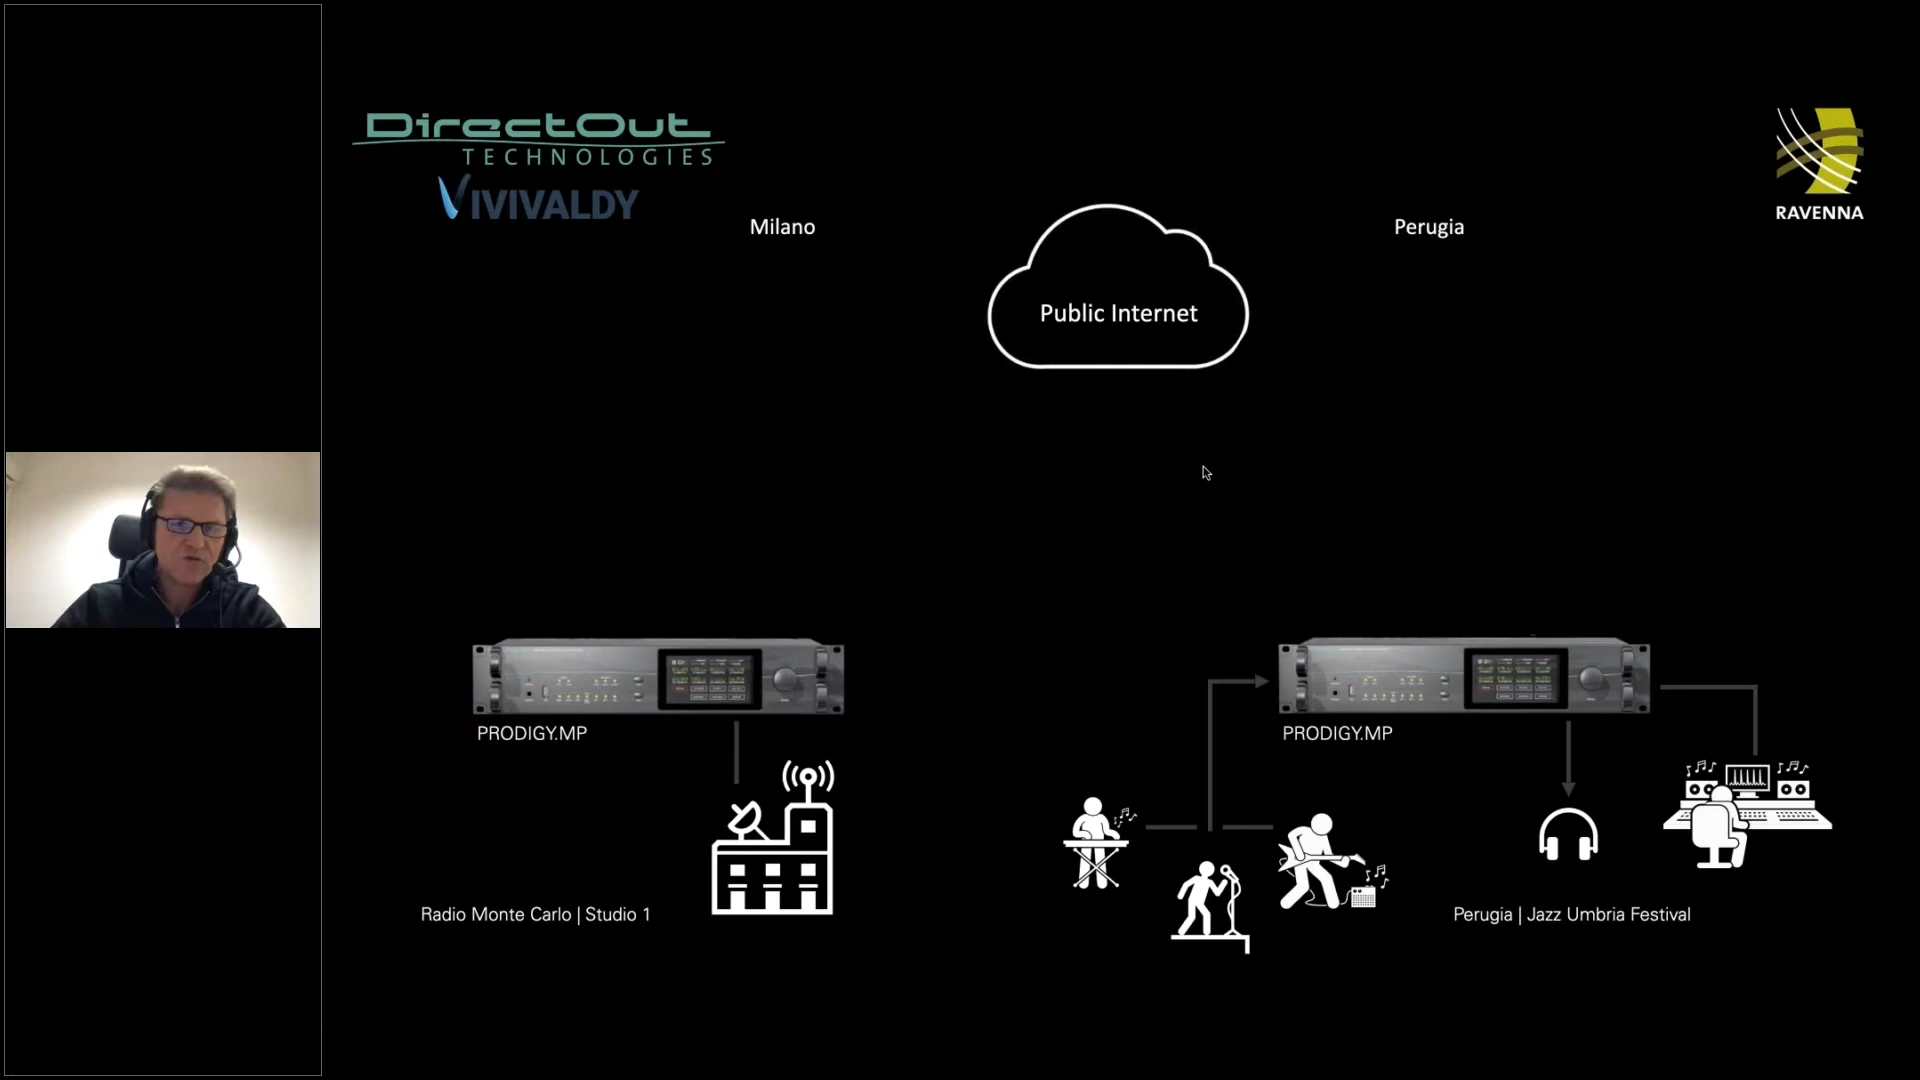 DirectOut
TECHNOLOGIES
VIVIVALDY
RAVENNA
Milano
Perugia
Public Internet
PRODIGY.MP
PRODIGY.MP
Radio Monte Carlo | Studio 1
Perugia | Jazz Umbria Festival